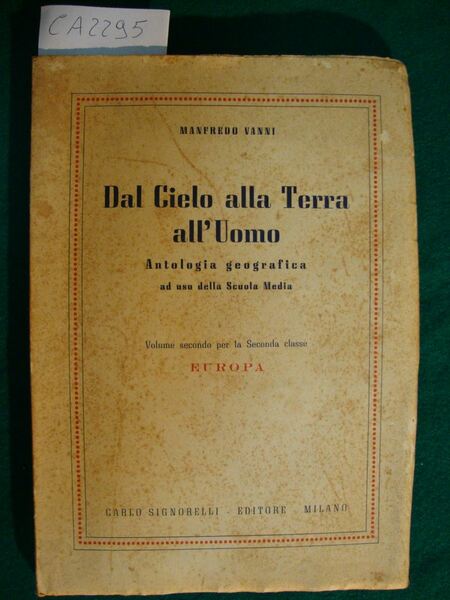 CA2295
MANFREDO VANNI
Dal Cielo alla Terra
all'Uomo
Antologia geografica
ad uso della Scuola Media
Volume secondo per la Seconda classe
EUROPA
CARLO SIGNORELLI - EDITORE - MILANO